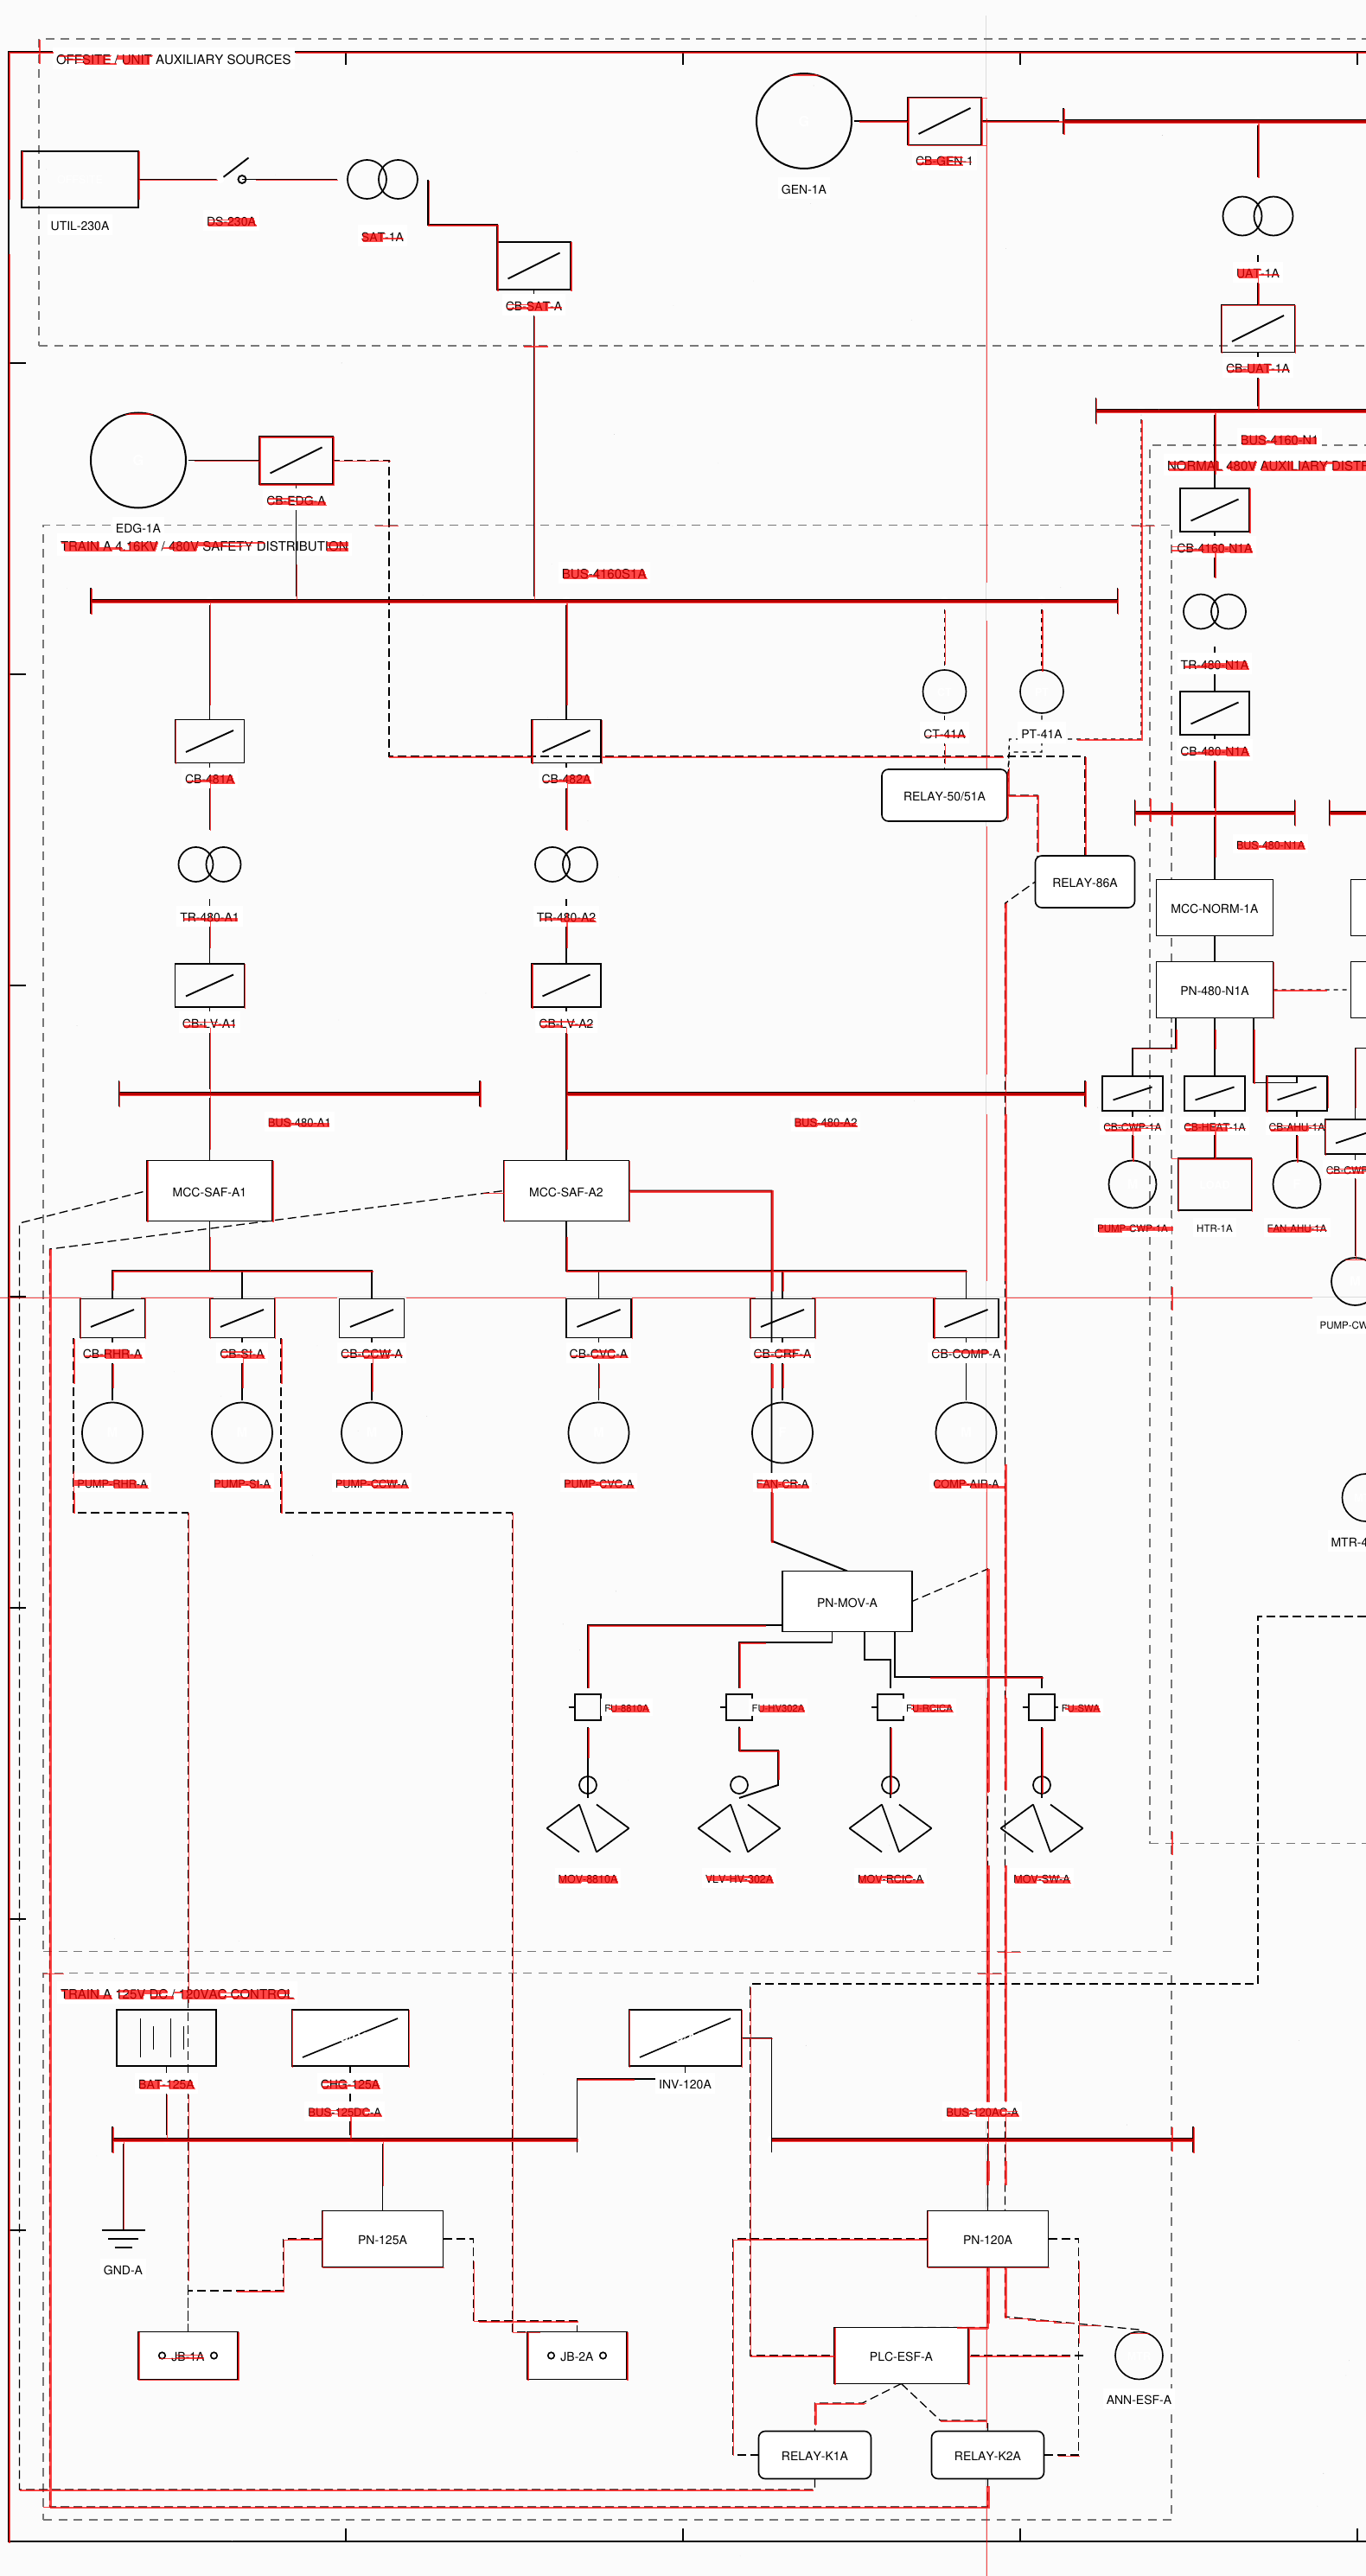 OFFSITE / UNIT AUXILIARY SOURCES
CB-GEN-1
GEN-1A
UTIL-230A
DS-230A
SAT-1A
UAT-1A
CB-SAT-A
CB-UAT-1A
BUS-4160-N1
NORMAL 480V AUXILIARY DISTR
CB-EDG-A
EDG-1A
TRAIN A 4.16KV / 480V SAFETY DISTRIBUTION
CB-4160-N1A
BUS-4160S1A
TR-480-N1A
CT-41A
PT-41A
CB-480-N1A
CB-481A
CB-482A
RELAY-50/51A
BUS-480-N1A
RELAY-86A
MCC-NORM-1A
TR-480-A1
TR-480-A2
PN-480-N1A
CB-LV-A1
CB-LV-A2
BUS-480-A1
BUS-480-A2
CB-CWP-1A
CB-HEAT-1A
CB-AHU-1A
CB-CWP
MCC-SAF-A1
MCC-SAF-A2
PUMP-CWP-1A
HTR-1A
FAN-AHU-1A
PUMP-CW
CB-RHR-A
CB-SI-A
CB-CCW-A
CB-CVC-A
CB-CRF-A
CB-COMP-A
PUMP-RHR-A
PUMP-SI-A
PUMP-CCW-A
PUMP-CVC-A
FAN-CR-A
COMP-AIR-A
MTR-4
PN-MOV-A
FU-8810A
FU-HV302A
FU-RCICA
FU-SWA
MOV-8810A
VLV-HV-302A
MOV-RCIC-A
MOV-SW-A
TRAIN A 125V DC / 120VAC CONTROL
BAT-125A
CHG-125A
INV-120A
BUS-125DC-A
BUS-120AC-A
PN-125A
PN-120A
GND-A
JB-1A
JB-2A
PLC-ESF-A
ANN-ESF-A
RELAY-K1A
RELAY-K2A